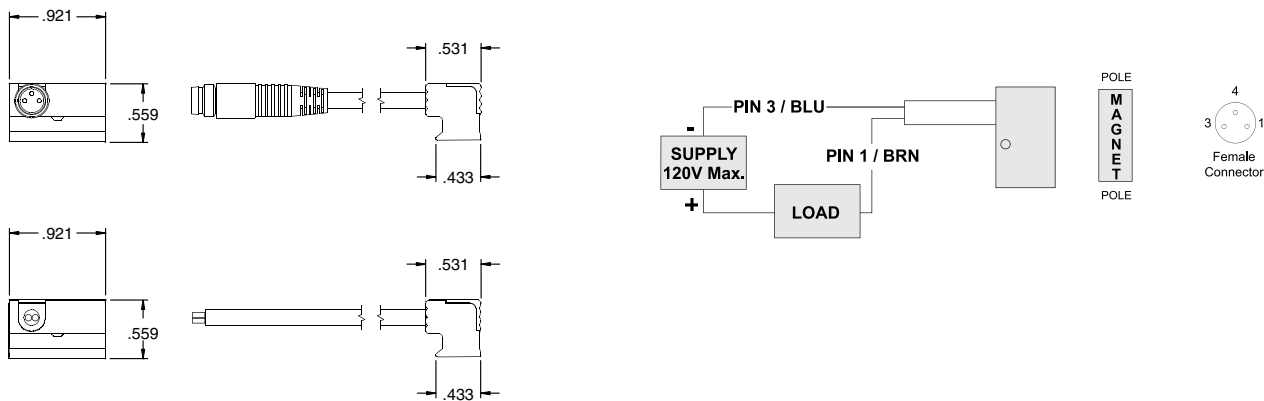 .921
.559
.531
.433
.921
.559
.531
.433
PIN 3 / BLU
-
SUPPLY
120V Max.
+
PIN 1 / BRN
LOAD
POLE
MAGNET
POLE
4
3 1
Female
Connector